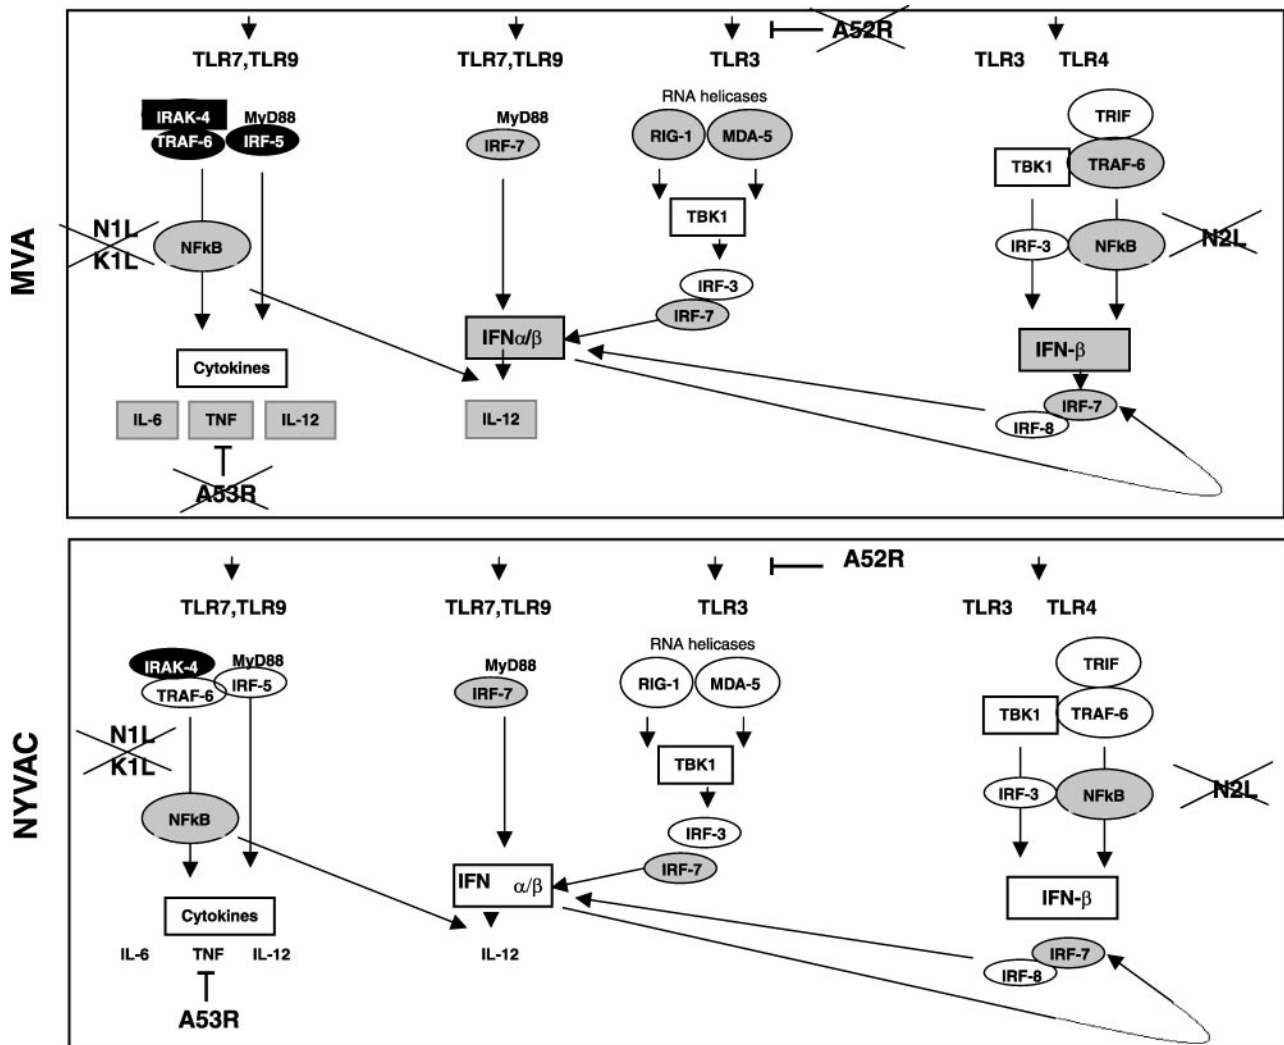 MVA
A52R
TLR7,TLR9 TLR7,TLR9 TLR3 TLR3 TLR4
IRAK-4 MyD88 MyD88 RNA helicases TRIF
TRAF-6 IRF-5 IRF-7 RIG-1 MDA-5 TBK1 TRAF-6
N1L
K1L
NFkB TBK1 IRF-3 NFkB N2L
IRF-3
IRF-7
IFNα/β IFN-β
Cytokines
IL-6 TNF IL-12 IL-12 IRF-7
IRF-8
A53R
NYVAC
A52R
TLR7,TLR9 TLR7,TLR9 TLR3 TLR3 TLR4
IRAK-4 MyD88 MyD88 RNA helicases TRIF
TRAF-6 IRF-5 IRF-7 RIG-1 MDA-5 TBK1 TRAF-6
N1L
K1L
TBK1 IRF-3 NFkB N2L
NFkB IRF-3
IRF-7
IFN α/β IFN-β
Cytokines
IL-6 TNF IL-12 IL-12 IRF-7
IRF-8
A53R